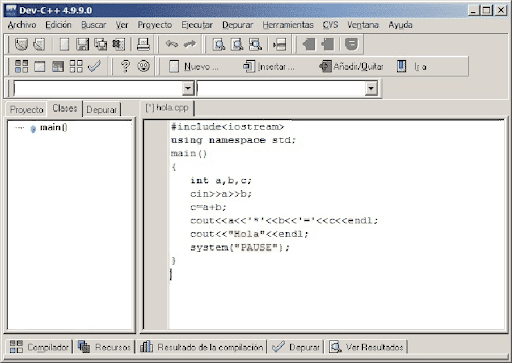 Dev-C++ 4.9.9.0
Archivo Edición Buscar Ver Proyecto Ejecutar Depurar Herramientas CVS Ventana Ayuda
Nuevo ... Insertar ... Añadir/Quitar Ir a
Proyecto Clases Depurar [*] hola.cpp
main()
#include<iostream>
using namespace std;
main()
{
int a,b,c;
cin>>a>>b;
c=a+b;
cout<<a<<'*'<<b<<'='<<c<<endl;
cout<<"Hola"<<endl;
system("PAUSE");
}
Compilador Recursos Resultado de la compilación Depurar Ver Resultados